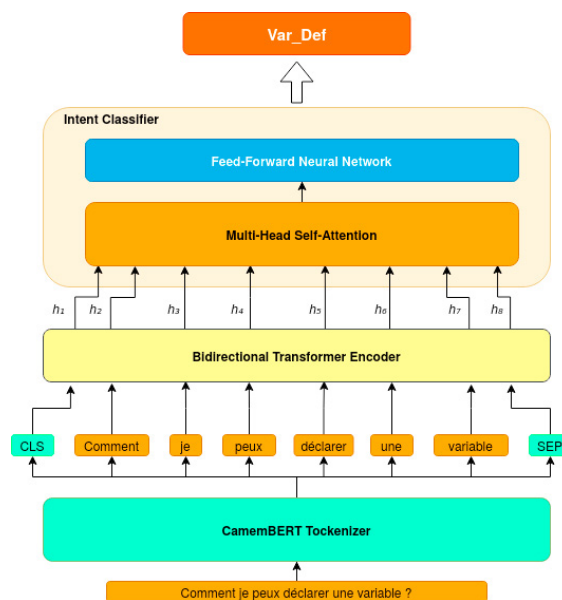 Var_Def
Intent Classifier
Feed-Forward Neural Network
Multi-Head Self-Attention
h₁ h₂ h₃ h₄ h₅ h₆ h₇ h₈
Bidirectional Transformer Encoder
CLS Comment je peux déclarer une variable SEP
CamemBERT Tockenizer
Comment je peux déclarer une variable ?